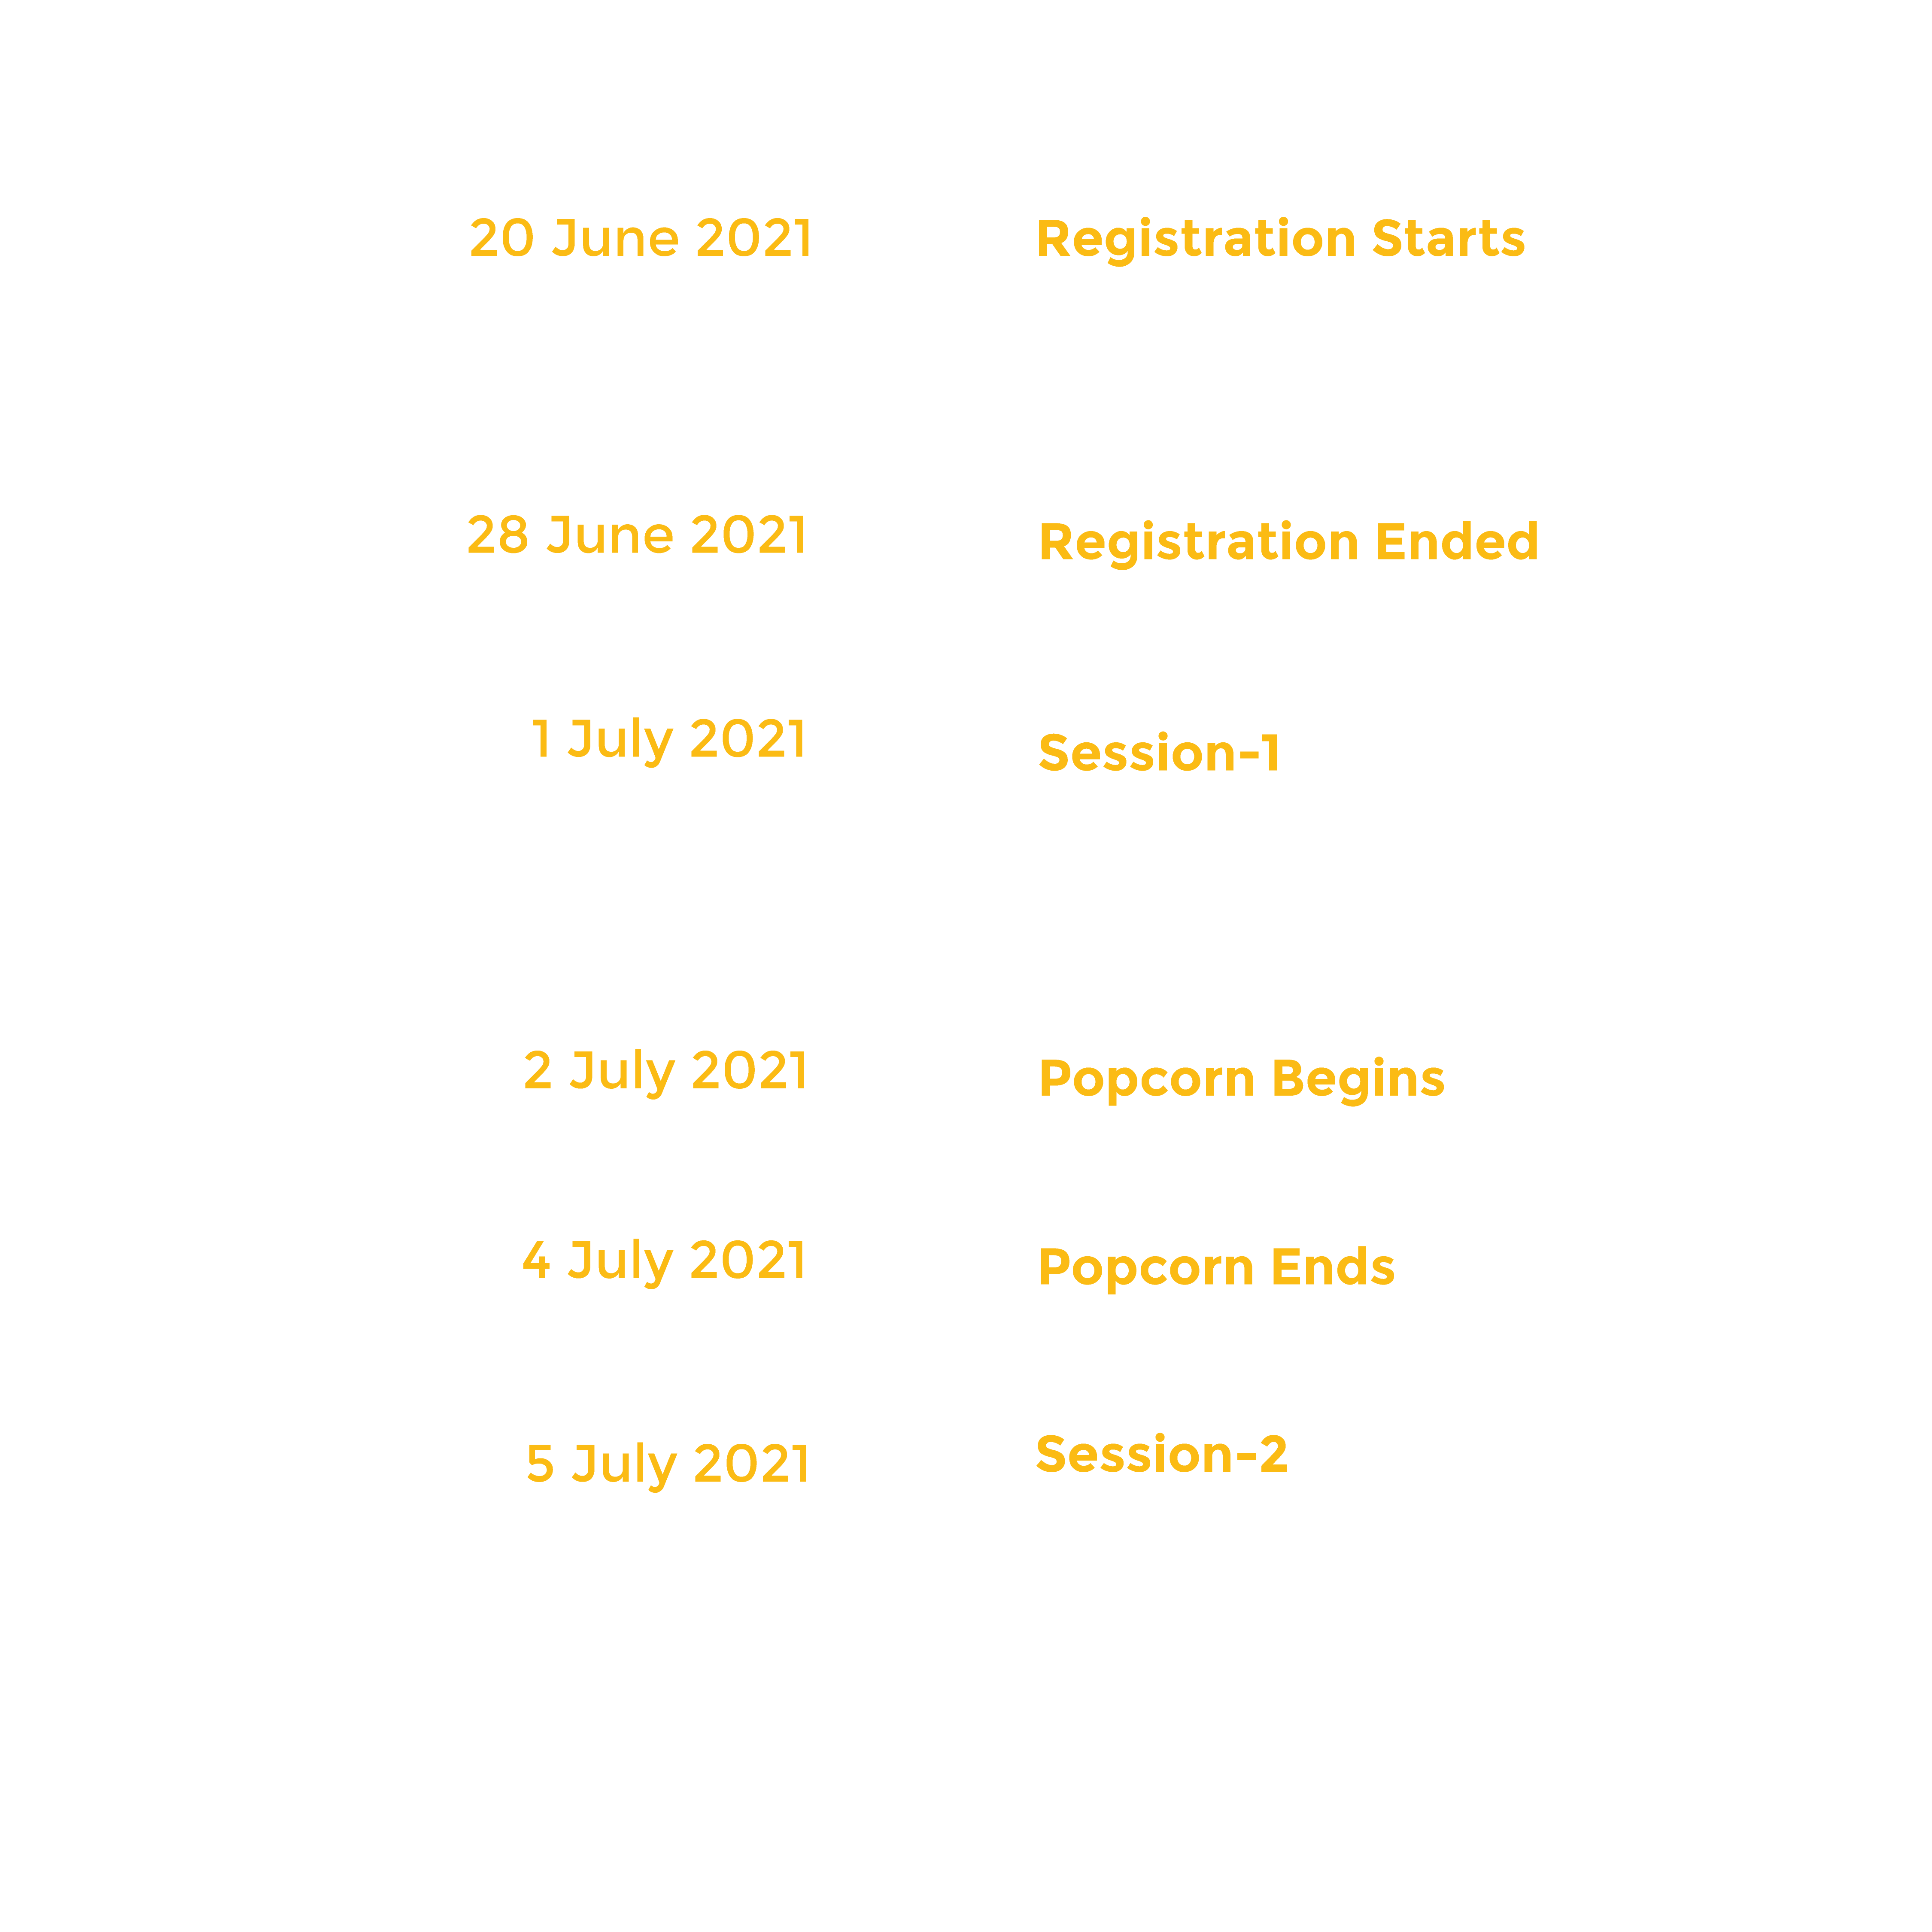 20 June 2021 Registration Starts
28 June 2021 Registration Ended
1 July 2021 Session-1
2 July 2021 Popcorn Begins
4 July 2021 Popcorn Ends
5 July 2021 Session-2